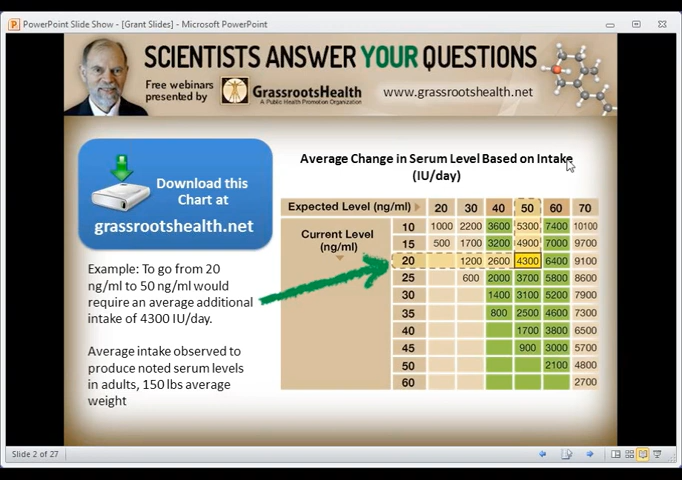 PowerPoint Slide Show - [Grant Slides] - Microsoft PowerPoint
SCIENTISTS ANSWER YOUR QUESTIONS
Free webinars
presented by
GrassrootsHealth
A Public Health Promotion Organization
www.grassrootshealth.net
Download this
Chart at
grassrootshealth.net
Example: To go from 20
ng/ml to 50 ng/ml would
require an average additional
intake of 4300 IU/day.
Average intake observed to
produce noted serum levels
in adults, 150 lbs average
weight
Average Change in Serum Level Based on Intake
(IU/day)
Expected Level (ng/ml) 20 30 40 50 60 70
Current Level
(ng/ml)
10 1000 2200 3600 5300 7400 10100
15 500 1700 3200 4900 7000 9700
20 1200 2600 4300 6400 9100
25 600 2000 3700 5800 8600
30 1400 3100 5200 7900
35 800 2500 4600 7300
40 1700 3800 6500
45 900 3000 5700
50 2100 4800
60 2700
Slide 2 of 27